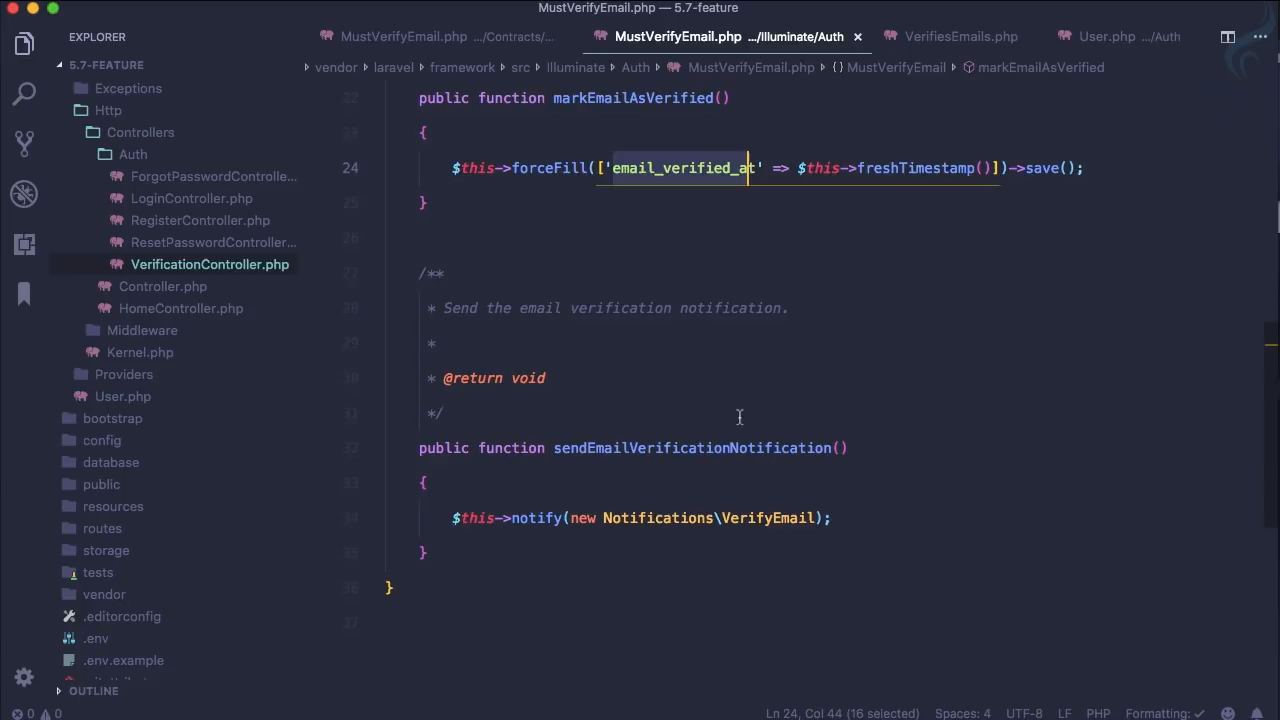 MustVerifyEmail.php — 5.7-feature
EXPLORER
MustVerifyEmail.php .../Contracts/...
MustVerifyEmail.php .../Illuminate/Auth ×
VerifiesEmails.php
User.php .../Auth
5.7-FEATURE
vendor › laravel › framework › src › Illuminate › Auth › MustVerifyEmail.php › { } MustVerifyEmail › markEmailAsVerified
Exceptions
Http
Controllers
Auth
ForgotPasswordControlle...
LoginController.php
RegisterController.php
ResetPasswordController...
VerificationController.php
Controller.php
HomeController.php
Middleware
Kernel.php
Providers
User.php
bootstrap
config
database
public
resources
routes
storage
tests
vendor
.editorconfig
.env
.env.example
OUTLINE
22 public function markEmailAsVerified()
23 {
24 $this->forceFill(['email_verified_at' => $this->freshTimestamp()])->save();
25 }
26
27 /**
28 * Send the email verification notification.
29 *
30 * @return void
31 */
32 public function sendEmailVerificationNotification()
33 {
34 $this->notify(new Notifications\VerifyEmail);
35 }
36 }
37
0 0 Ln 24, Col 44 (16 selected) Spaces: 4 UTF-8 LF PHP Formatting: ✓